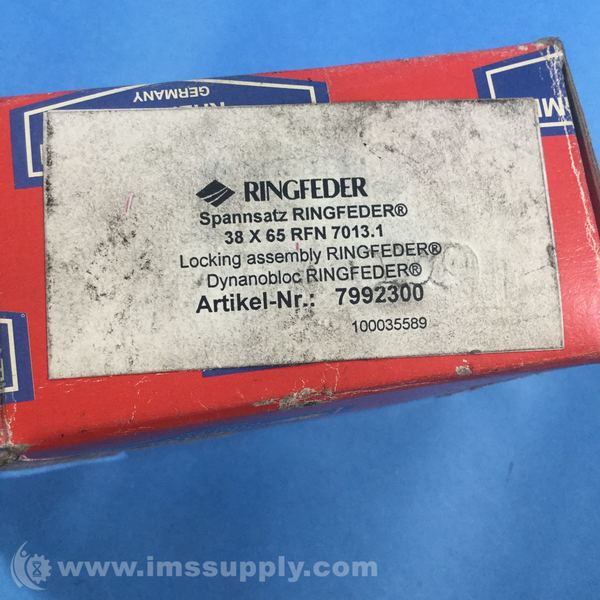 GERMANY
RINGFEDER
Spannsatz RINGFEDER®
38 X 65 RFN 7013.1
Locking assembly RINGFEDER®
Dynanobloc RINGFEDER®
Artikel-Nr.: 7992300
100035589
www.imssupply.com